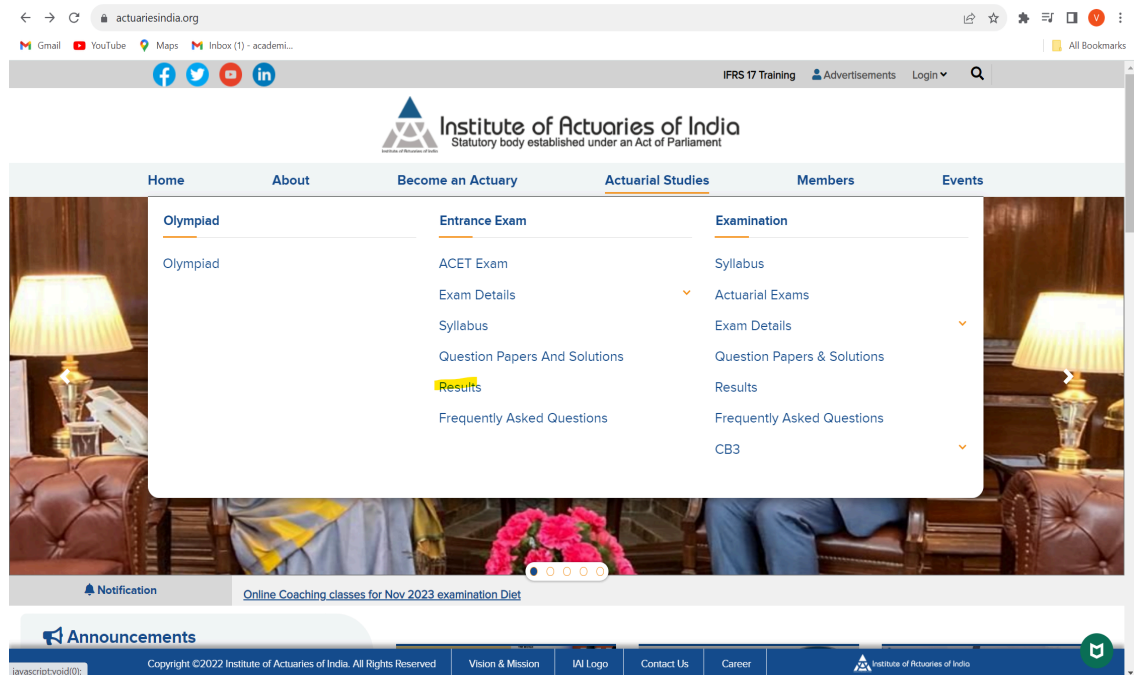 actuariesindia.org
V
Gmail YouTube Maps Inbox (1) - academi... All Bookmarks
IFRS 17 Training Advertisements Login
Institute of Actuaries of India
Statutory body established under an Act of Parliament
Institute of Actuaries of India
Home About Become an Actuary Actuarial Studies Members Events
Olympiad
Olympiad
Entrance Exam
ACET Exam
Exam Details
Syllabus
Question Papers And Solutions
Results
Frequently Asked Questions
Examination
Syllabus
Actuarial Exams
Exam Details
Question Papers & Solutions
Results
Frequently Asked Questions
CB3
Notification Online Coaching classes for Nov 2023 examination Diet
Announcements
Copyright ©2022 Institute of Actuaries of India. All Rights Reserved Vision & Mission IAI Logo Contact Us Career Institute of Actuaries of India
javascript:void(0);